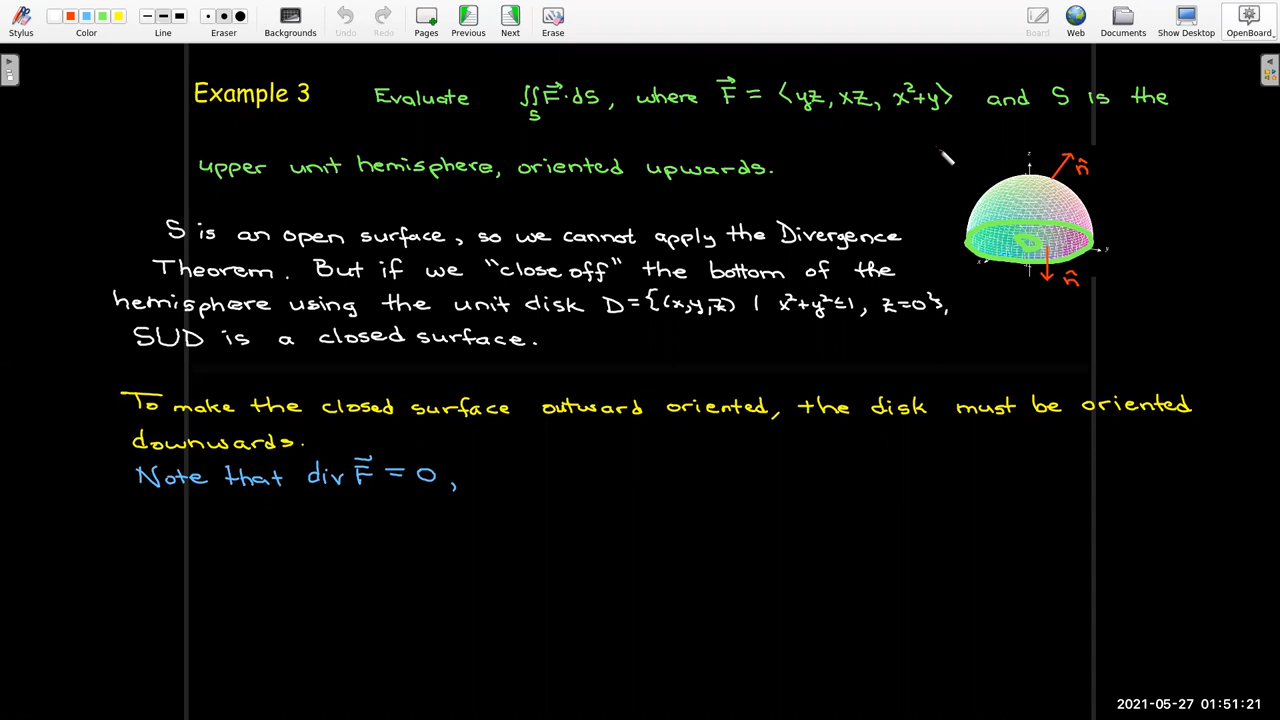 Stylus Color Line Eraser Backgrounds Undo Redo Pages Previous Next Erase Board Web Documents Show Desktop OpenBoard
Example 3 Evaluate ∬_S F⃗·dS, where F⃗ = ⟨yz, xz, x²+y⟩ and S is the
upper unit hemisphere, oriented upwards.
z
n̂
y
x
n̂
S is an open surface, so we cannot apply the Divergence
Theorem. But if we "close off" the bottom of the
hemisphere using the unit disk D={(x,y,z) | x²+y²≤1, z=0},
SUD is a closed surface.
To make the closed surface outward oriented, the disk must be oriented
downwards.
Note that div F⃗ = 0,
2021-05-27 01:51:21